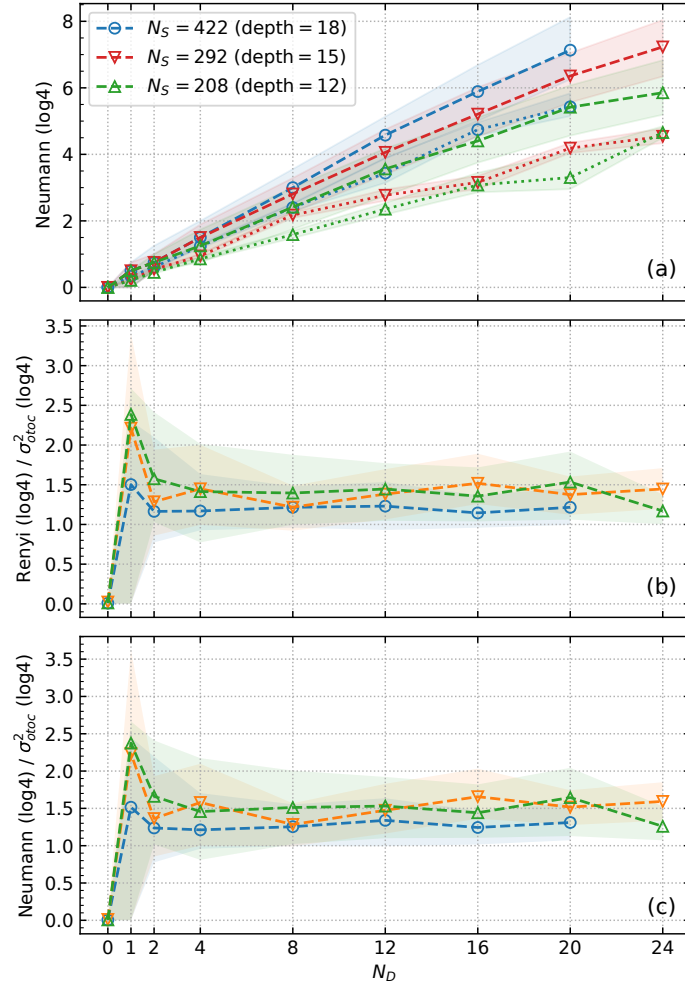 8
6
4
2
0
Neumann (log4)
N_S = 422 (depth = 18)
N_S = 292 (depth = 15)
N_S = 208 (depth = 12)
(a)
3.5
3.0
2.5
2.0
1.5
1.0
0.5
0.0
Renyi (log4) / σ²_otoc (log4)
(b)
3.5
3.0
2.5
2.0
1.5
1.0
0.5
0.0
Neumann (log4) / σ²_otoc (log4)
(c)
0 1 2 4 8 12 16 20 24
N_D